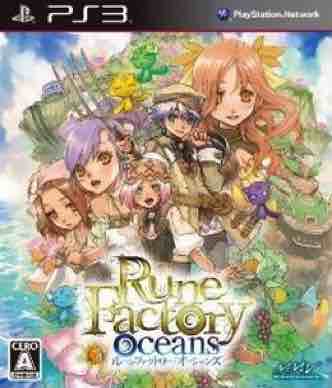 PS3
PlayStation Network
Rune
Factory
Oceans
ルーンファクトリー オーシャンズ
CERO
A